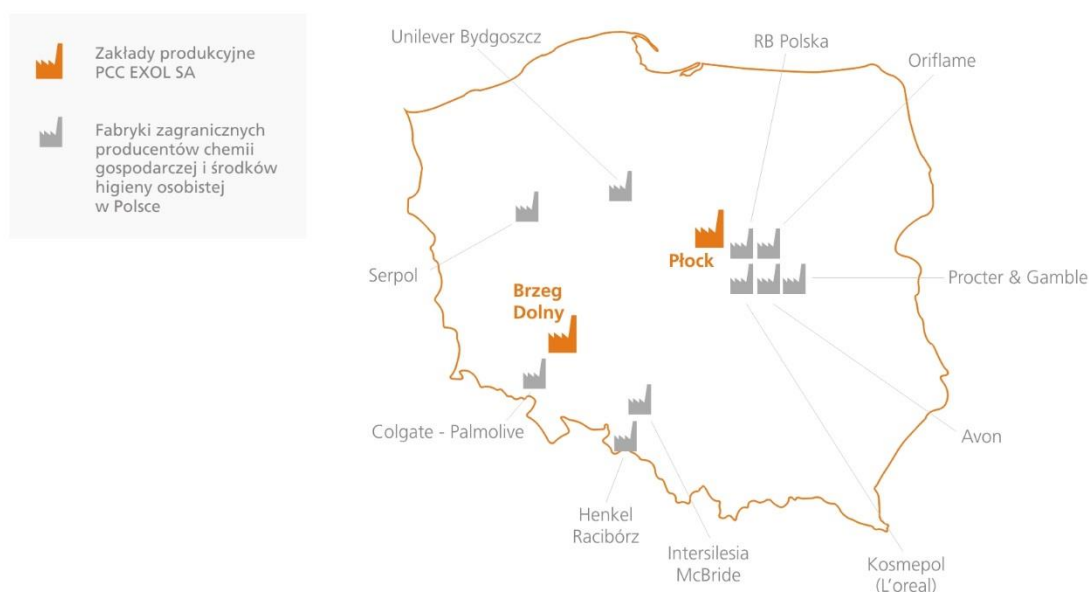 Zakłady produkcyjne
PCC EXOL SA
Fabryki zagranicznych
producentów chemii
gospodarczej i środków
higieny osobistej
w Polsce
Unilever Bydgoszcz
RB Polska
Oriflame
Serpol
Płock
Procter & Gamble
Brzeg
Dolny
Colgate - Palmolive
Avon
Henkel
Racibórz
Intersilesia
McBride
Kosmepol
(L'oreal)